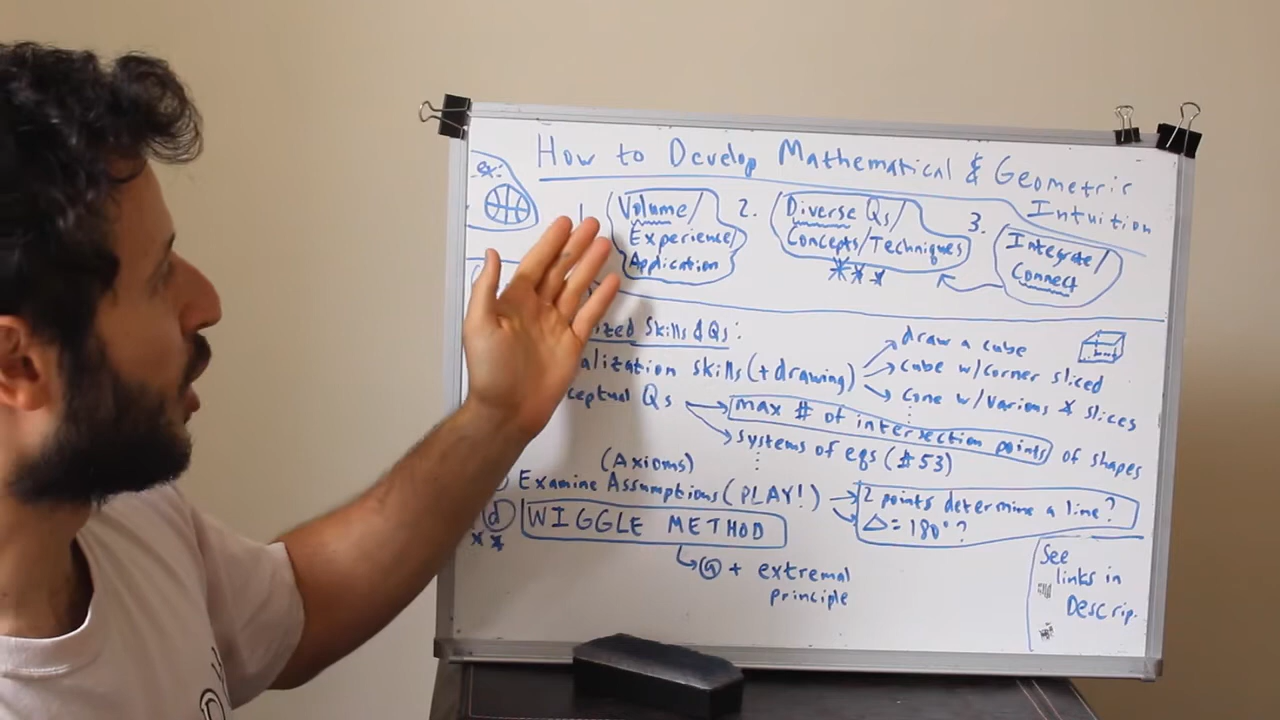 How to Develop Mathematical & Geometric Intuition
ex:
1. Volume/ Experience/ Application
2. Diverse Qs/ Concepts/Techniques
***
3. Integrate/ Connect
ized Skills & Qs:
alization skills (+drawing)
draw a cube
cube w/corner sliced
cone w/various ∡ slices
ceptual Qs
max # of intersection points of shapes
systems of eqs (#53)
(Axioms)
Examine Assumptions (PLAY!)
2 points determine a line?
△=180°?
d WIGGLE METHOD
a + extremal principle
See links in Descrip.